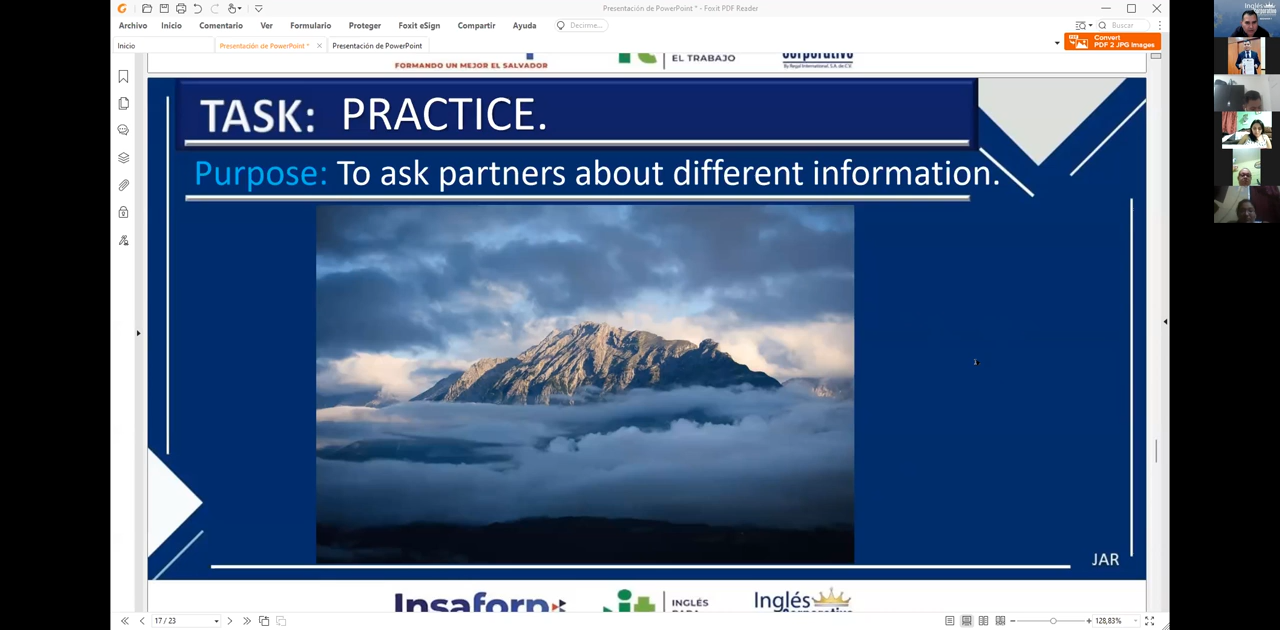 Presentación de PowerPoint * - Foxit PDF Reader
Archivo Inicio Comentario Ver Formulario Proteger Foxit eSign Compartir Ayuda Decirme... Buscar
Inicio Presentación de PowerPoint * Presentación de PowerPoint
Convert
PDF 2 JPG Images
FORMANDO UN MEJOR EL SALVADOR
EL TRABAJO
TASK: PRACTICE.
Purpose: To ask partners about different information.
JAR
Insaforp
INGLÉS
Inglés
17 / 23
128,83%